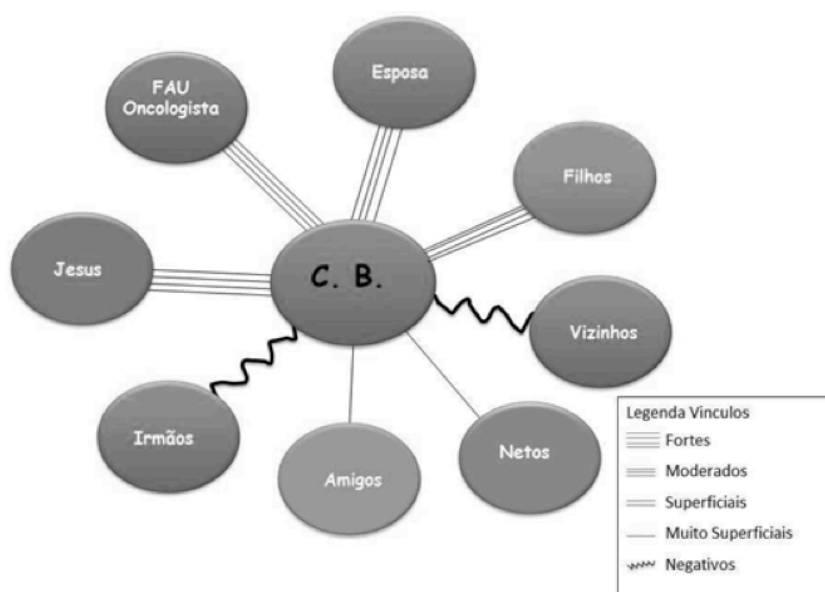 FAU
Oncologista
Esposa
Filhos
Jesus
C. B.
Vizinhos
Irmãos
Amigos
Netos
Legenda Vinculos
Fortes
Moderados
Superficiais
Muito Superficiais
Negativos